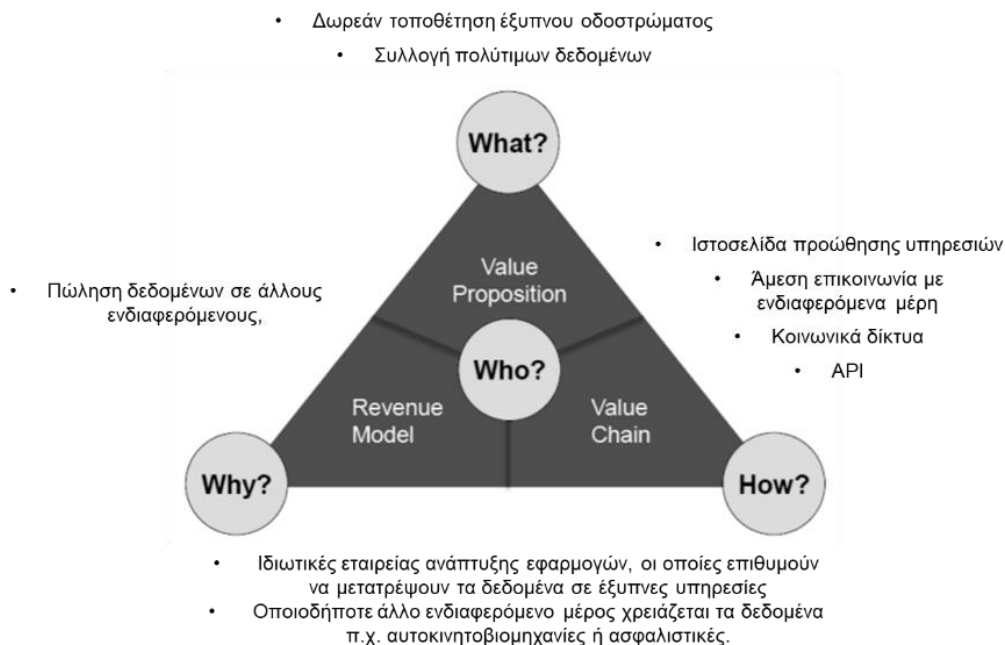 • Δωρεάν τοποθέτηση έξυπνου οδοστρώματος
• Συλλογή πολύτιμων δεδομένων
What?
• Ιστοσελίδα προώθησης υπηρεσιών
• Άμεση επικοινωνία με
ενδιαφερόμενα μέρη
• Κοινωνικά δίκτυα
• API
Value
Proposition
• Πώληση δεδομένων σε άλλους
ενδιαφερόμενους,
Who?
Revenue
Model
Value
Chain
Why?
How?
• Ιδιωτικές εταιρείας ανάπτυξης εφαρμογών, οι οποίες επιθυμούν
να μετατρέψουν τα δεδομένα σε έξυπνες υπηρεσίες
• Οποιοδήποτε άλλο ενδιαφερόμενο μέρος χρειάζεται τα δεδομένα
π.χ. αυτοκινητοβιομηχανίες ή ασφαλιστικές.